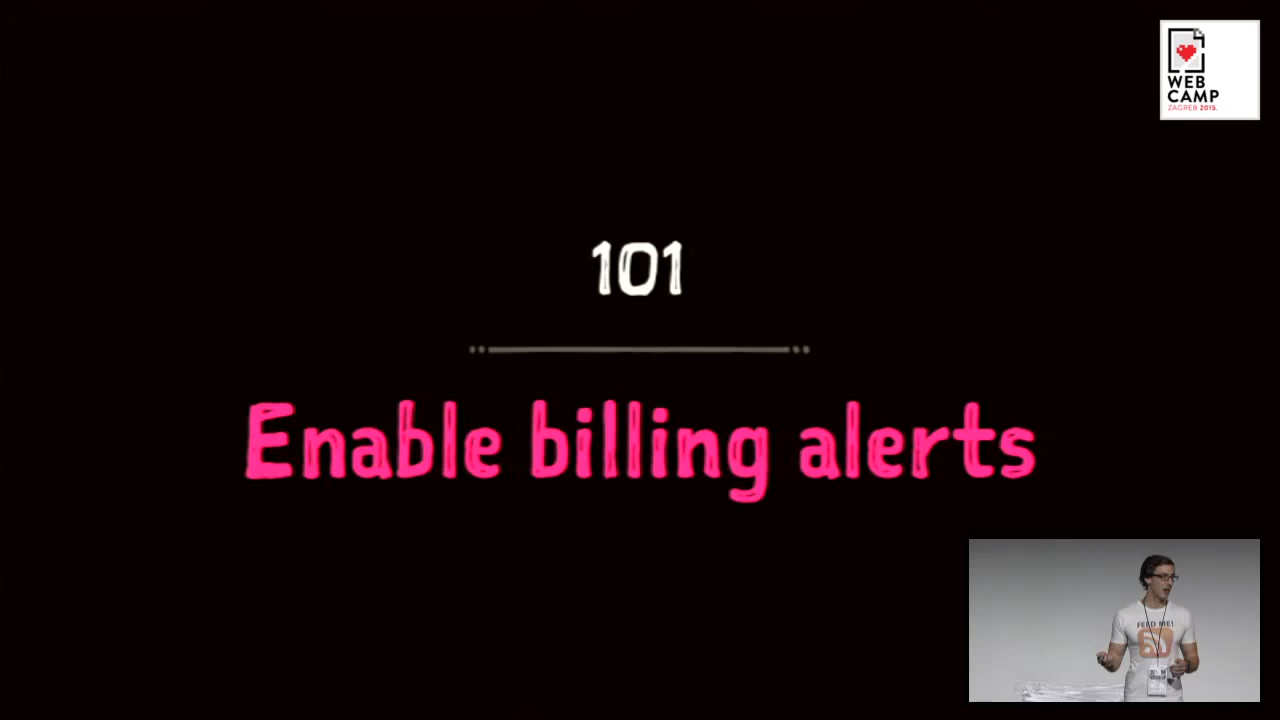 WEB
CAMP
ZAGREB 2015.
101
Enable billing alerts
FEED ME!